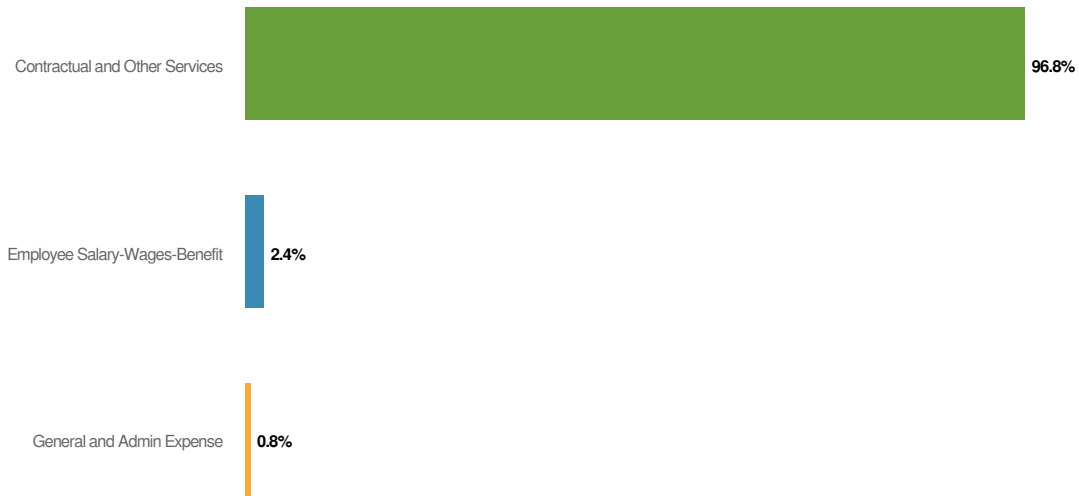 Contractual and Other Services 96.8%
Employee Salary-Wages-Benefit 2.4%
General and Admin Expense 0.8%